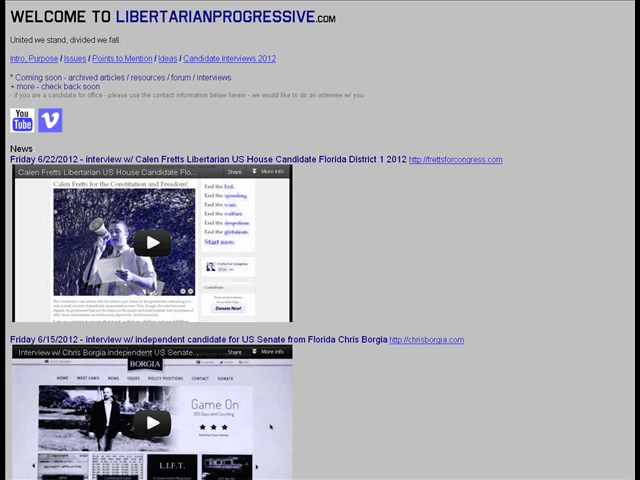 WELCOME TO LIBERTARIANPROGRESSIVE.COM
United we stand, divided we fall.
Intro, Purpose / Issues / Points to Mention / Ideas / Candidate Interviews 2012
* Coming soon - archived articles / resources / forum / interviews
+ more - check back soon
- if you are a candidate for office - please use the contact information below herein - we would like to do an interview w/ you.
You Tube
News
Friday 6/22/2012 - interview w/ Calen Fretts Libertarian US House Candidate Florida District 1 2012 http://frettsforcongress.com
Calen Fretts Libertarian US House Candidate Flo... Share More info
Calen Fretts for the Constitution and Freedom!
End the Fed.
End the spending.
End the wars.
End the welfare.
End the despotism.
End the globalism.
Start now.
Contribute
Donate Now!
Friday 6/15/2012 - interview w/ independent candidate for US Senate from Florida Chris Borgia http://chrisborgia.com
Interview w/ Chris Borgia independent US Senate... Share More info
BORGIA
HOME MEET CHRIS NEWS ISSUES POLICY POSITIONS CONTACT DONATE
Game On
300 Days and Counting
L.I.F.T.